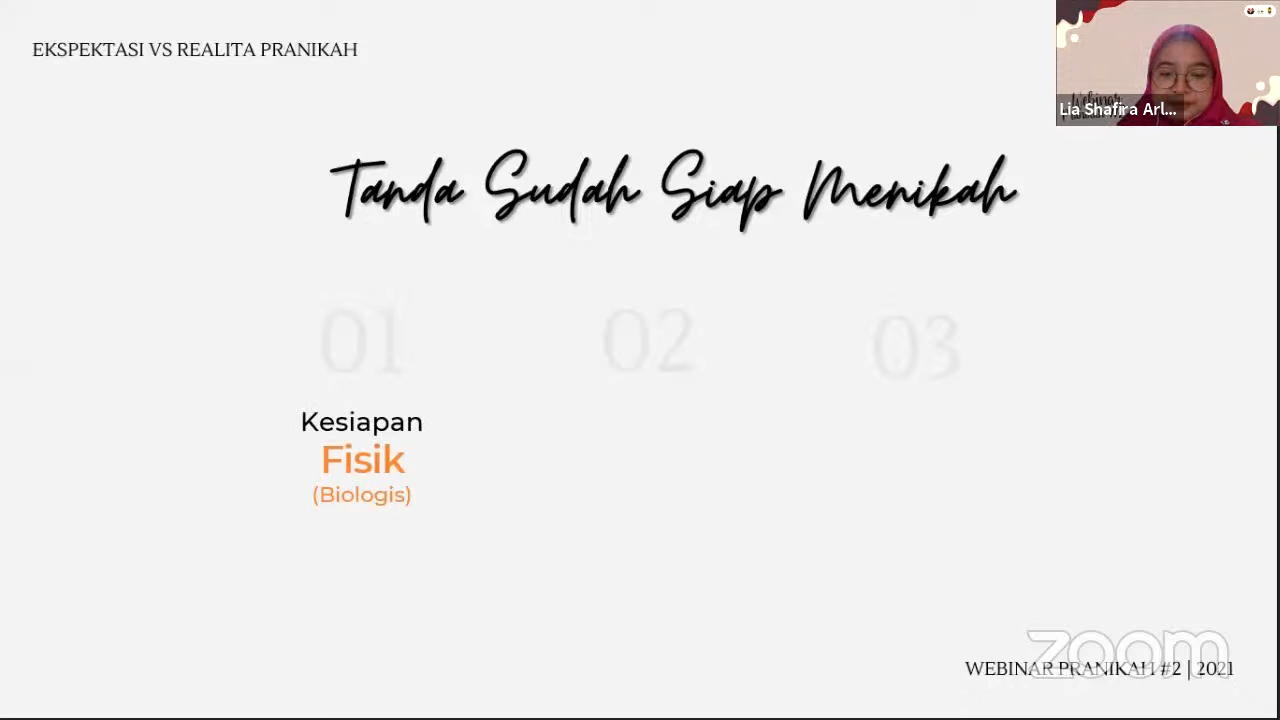 EKSPEKTASI VS REALITA PRANIKAH
Lia Shafira Arl...
Tanda Sudah Siap Menikah
01
02
03
Kesiapan
Fisik
(Biologis)
zoom
WEBINAR PRANIKAH #2 | 2021